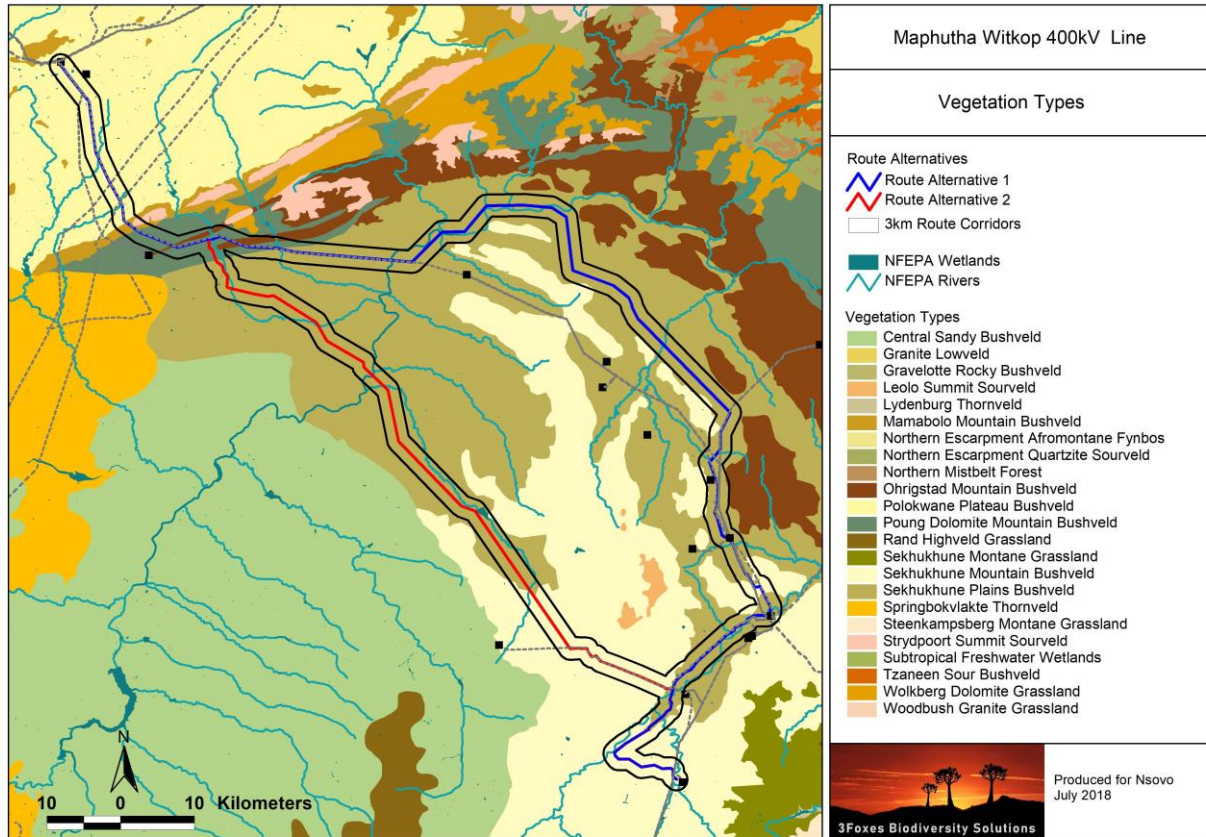 Maphutha Witkop 400kV Line
Vegetation Types
Route Alternatives
Route Alternative 1
Route Alternative 2
3km Route Corridors
NFEPA Wetlands
NFEPA Rivers
Vegetation Types
Central Sandy Bushveld
Granite Lowveld
Gravelotte Rocky Bushveld
Leolo Summit Sourveld
Lydenburg Thornveld
Mamabolo Mountain Bushveld
Northern Escarpment Afromontane Fynbos
Northern Escarpment Quartzite Sourveld
Northern Mistbelt Forest
Ohrigstad Mountain Bushveld
Polokwane Plateau Bushveld
Poung Dolomite Mountain Bushveld
Rand Highveld Grassland
Sekhukhune Montane Grassland
Sekhukhune Mountain Bushveld
Sekhukhune Plains Bushveld
Springbokvlakte Thornveld
Steenkampsberg Montane Grassland
Strydpoort Summit Sourveld
Subtropical Freshwater Wetlands
Tzaneen Sour Bushveld
Wolkberg Dolomite Grassland
Woodbush Granite Grassland
N
10 0 10 Kilometers
3Foxes Biodiversity Solutions
Produced for Nsovo
July 2018